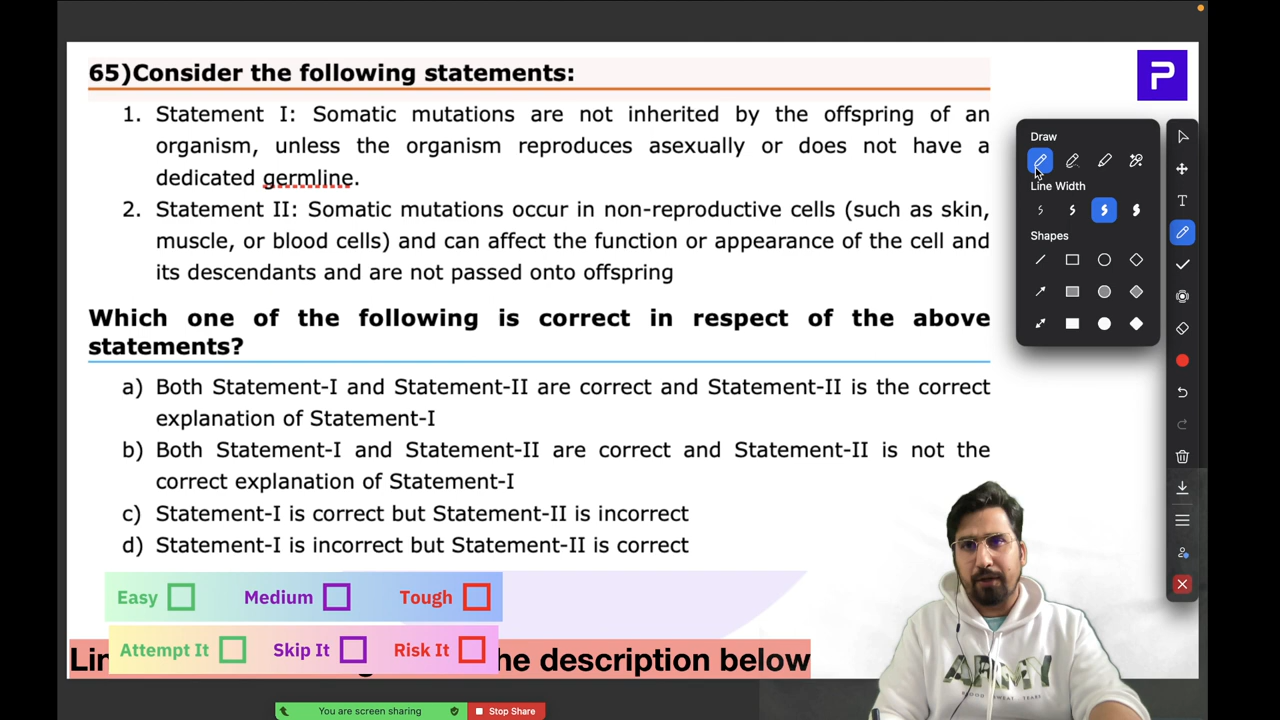 65)Consider the following statements:
1. Statement I: Somatic mutations are not inherited by the offspring of an
organism, unless the organism reproduces asexually or does not have a
dedicated germline.
2. Statement II: Somatic mutations occur in non-reproductive cells (such as skin,
muscle, or blood cells) and can affect the function or appearance of the cell and
its descendants and are not passed onto offspring
Which one of the following is correct in respect of the above
statements?
a) Both Statement-I and Statement-II are correct and Statement-II is the correct
explanation of Statement-I
b) Both Statement-I and Statement-II are correct and Statement-II is not the
correct explanation of Statement-I
c) Statement-I is correct but Statement-II is incorrect
d) Statement-I is incorrect but Statement-II is correct
Easy Medium Tough
Attempt It Skip It Risk It
the description below
Draw
Line Width
Shapes
T
P
ARMY
BLOOD SWEAT TEARS
You are screen sharing
Stop Share